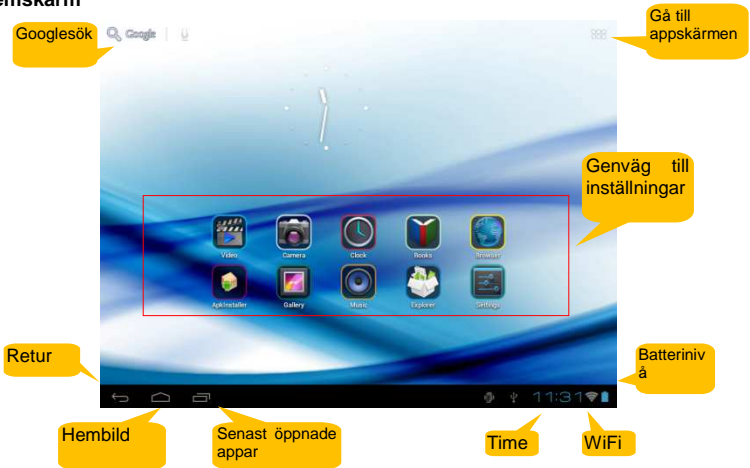 emskärm
Googlesök
Google
Gå till
appskärmen
Genväg till
inställningar
Video
Camera
Clock
Books
Browser
ApkInstaller
Gallery
Music
Explorer
Settings
Retur
Batteriniv
å
11:31
Hembild
Senast öppnade
appar
Time
WiFi